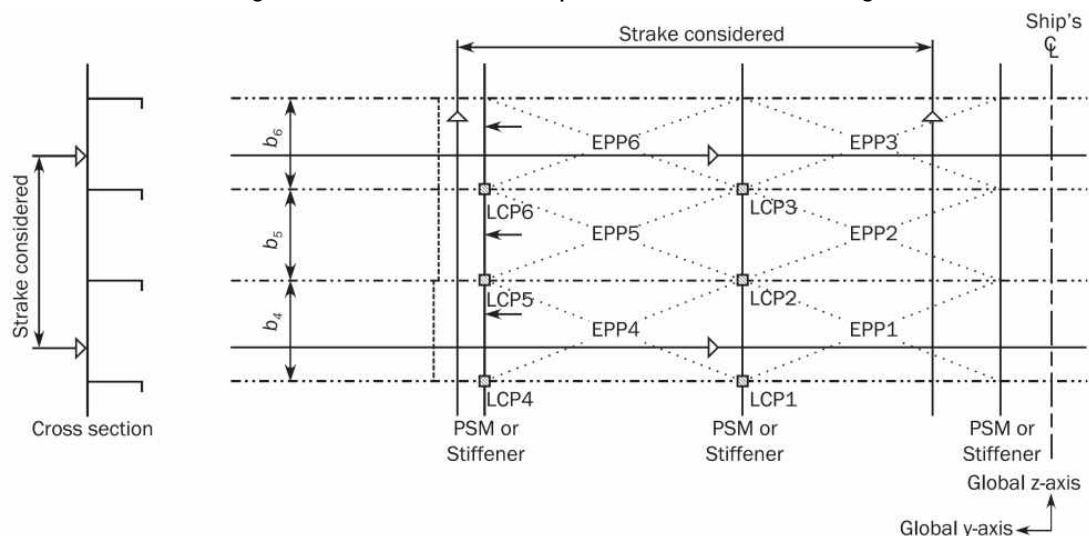 Strake considered
Ship's
℄
b₆
EPP6
EPP3
LCP6
LCP3
Strake considered
b₅
EPP5
EPP2
LCP5
LCP2
b₄
EPP4
EPP1
LCP4
LCP1
Cross section
PSM or
Stiffener
PSM or
Stiffener
PSM or
Stiffener
Global z-axis
Global y-axis